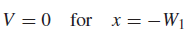 V = 0 for x = −W₁